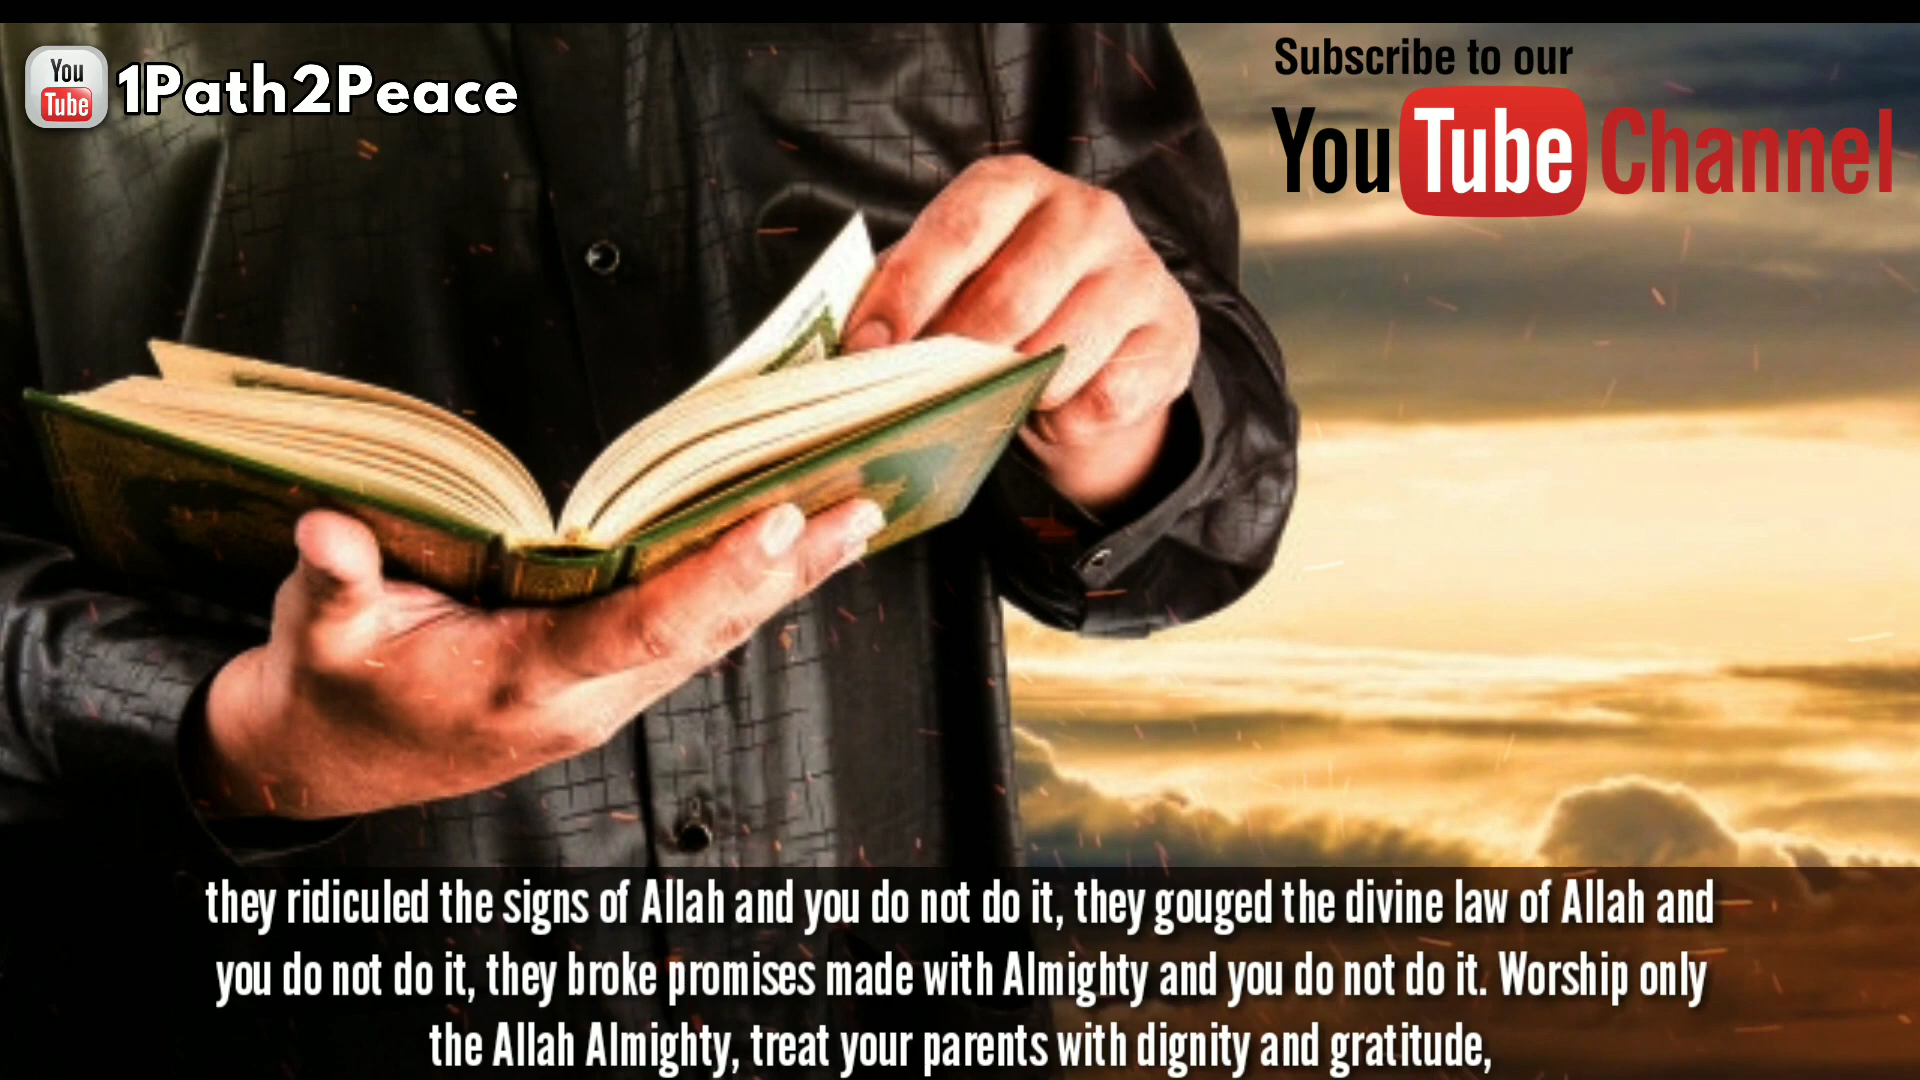 You
Tube
1Path2Peace
Subscribe to our
YouTube Channel
they ridiculed the signs of Allah and you do not do it, they gouged the divine law of Allah and
you do not do it, they broke promises made with Almighty and you do not do it. Worship only
the Allah Almighty, treat your parents with dignity and gratitude,